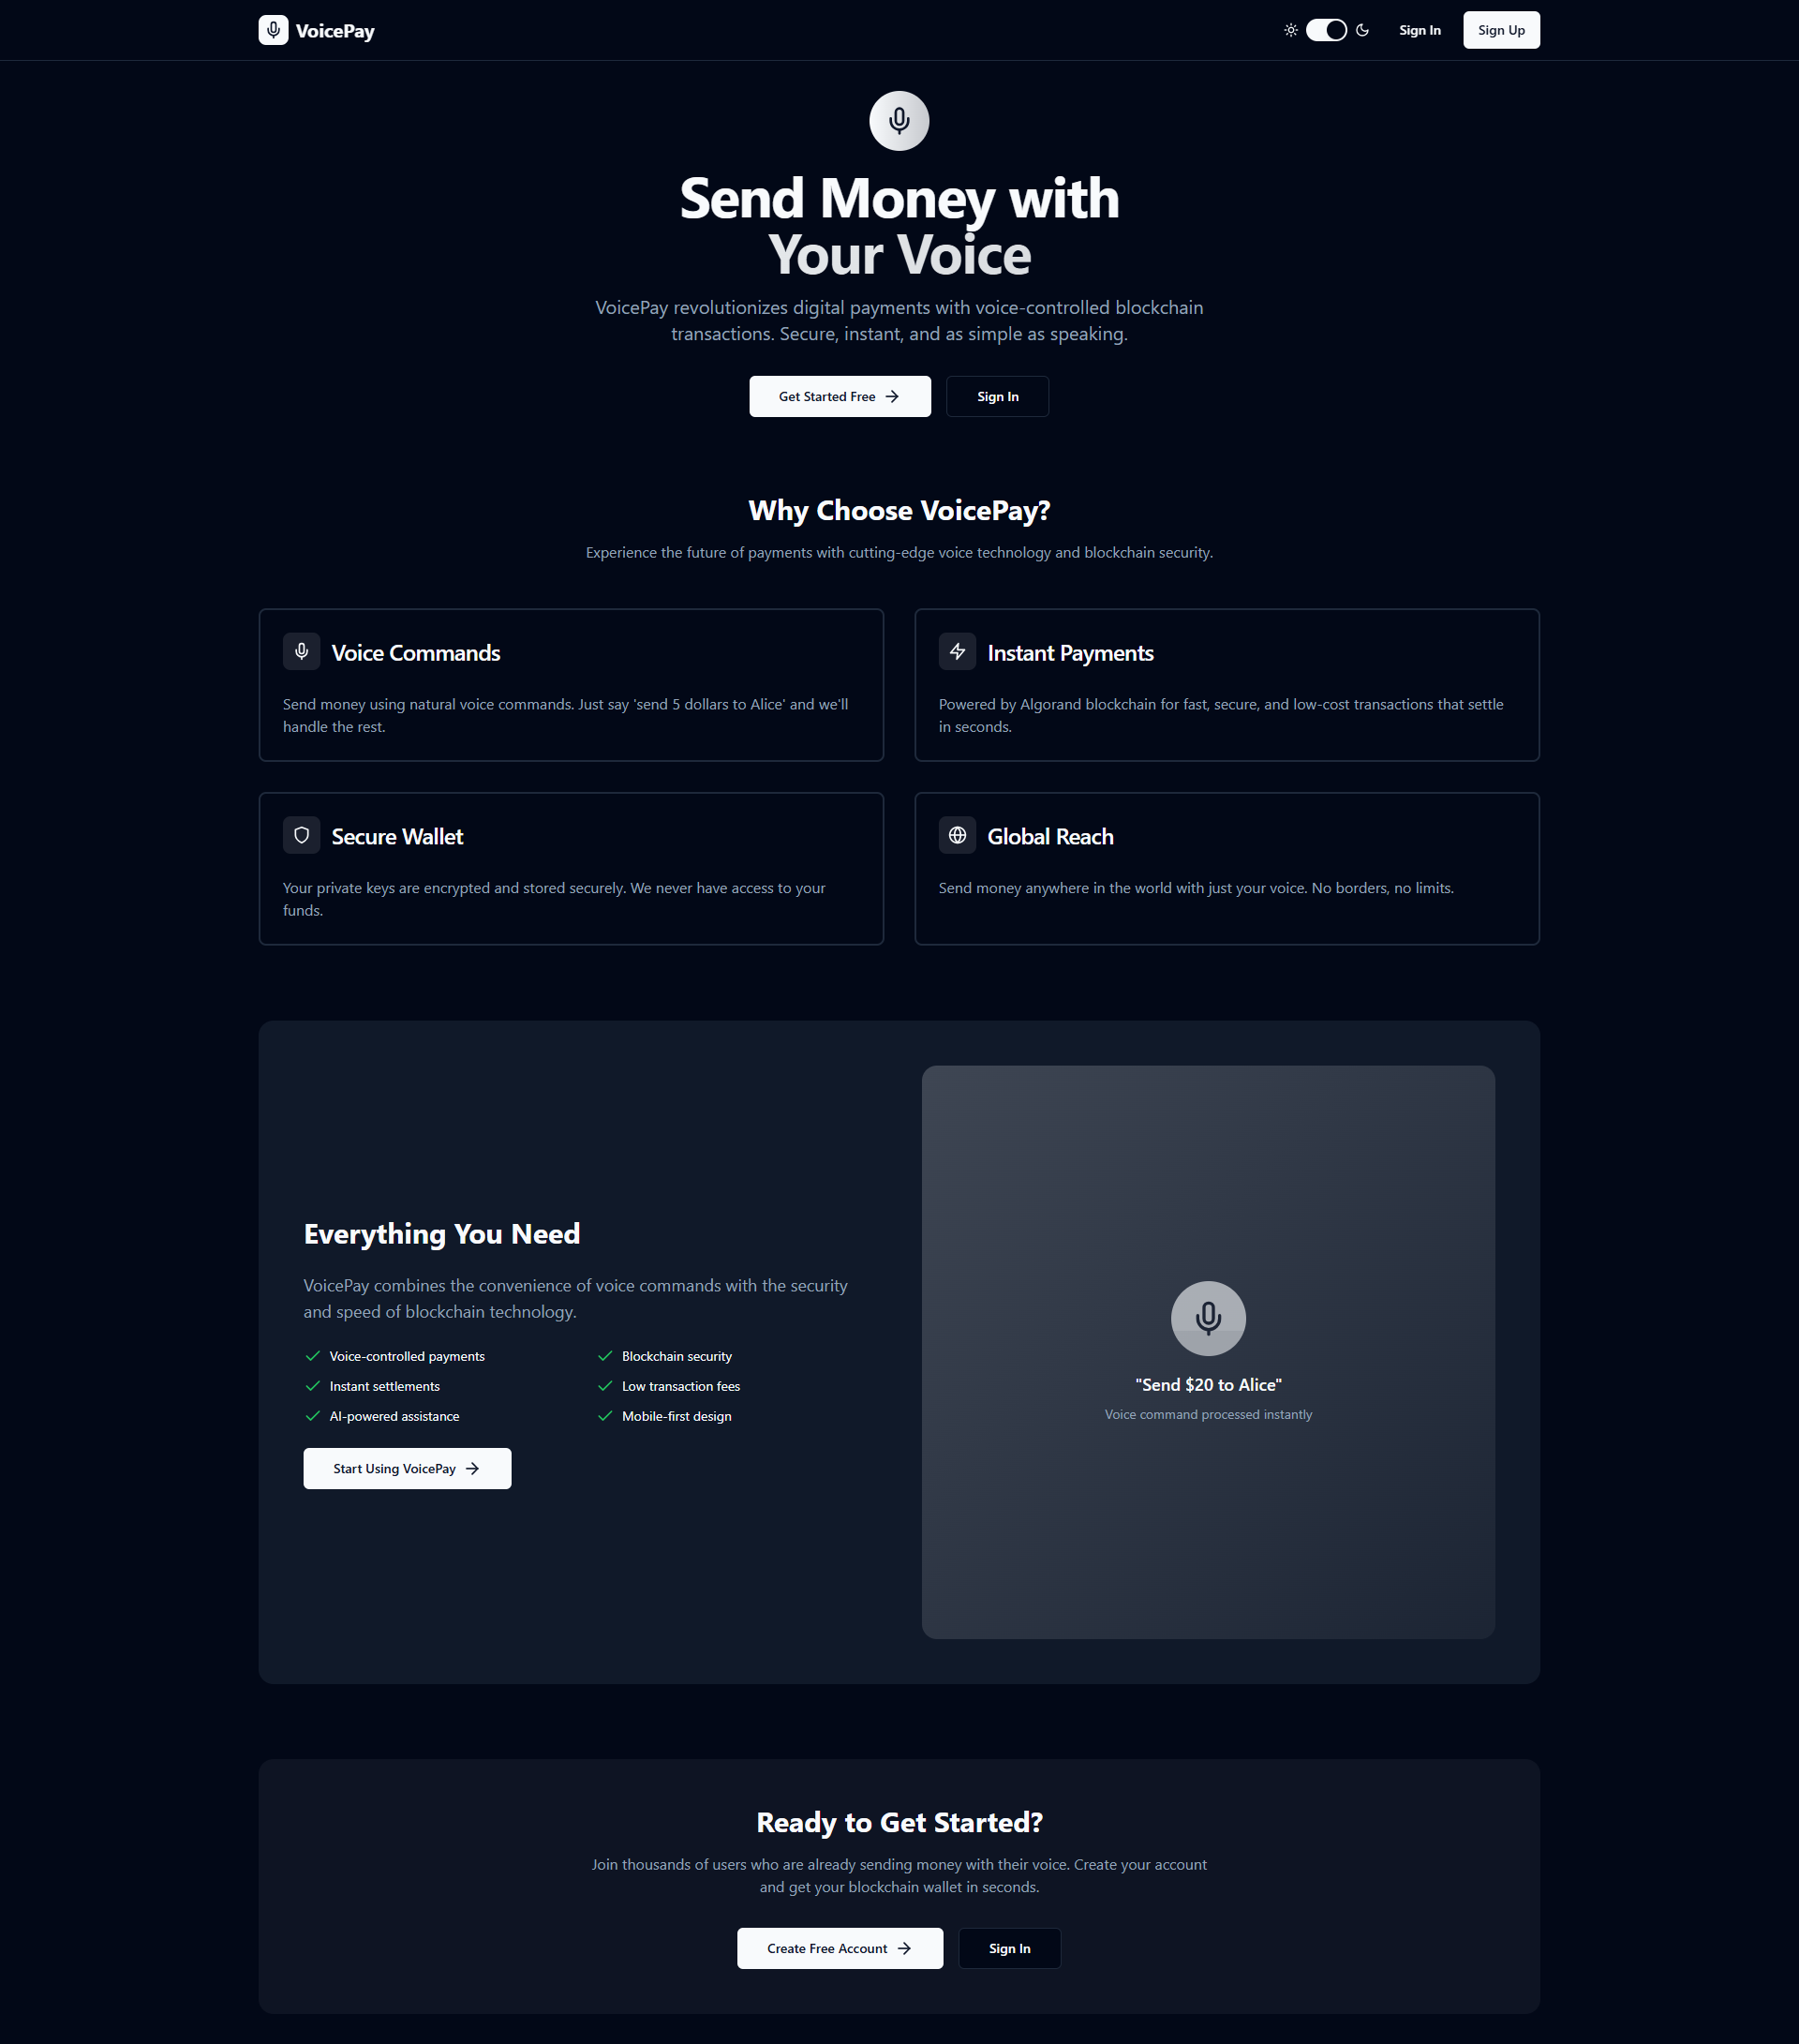 VoicePay
Sign In
Sign Up
Send Money with
Your Voice
VoicePay revolutionizes digital payments with voice-controlled blockchain
transactions. Secure, instant, and as simple as speaking.
Get Started Free
Sign In
Why Choose VoicePay?
Experience the future of payments with cutting-edge voice technology and blockchain security.
Voice Commands
Send money using natural voice commands. Just say 'send 5 dollars to Alice' and we'll
handle the rest.
Instant Payments
Powered by Algorand blockchain for fast, secure, and low-cost transactions that settle
in seconds.
Secure Wallet
Your private keys are encrypted and stored securely. We never have access to your
funds.
Global Reach
Send money anywhere in the world with just your voice. No borders, no limits.
Everything You Need
VoicePay combines the convenience of voice commands with the security
and speed of blockchain technology.
Voice-controlled payments
Blockchain security
Instant settlements
Low transaction fees
AI-powered assistance
Mobile-first design
Start Using VoicePay
"Send $20 to Alice"
Voice command processed instantly
Ready to Get Started?
Join thousands of users who are already sending money with their voice. Create your account
and get your blockchain wallet in seconds.
Create Free Account
Sign In